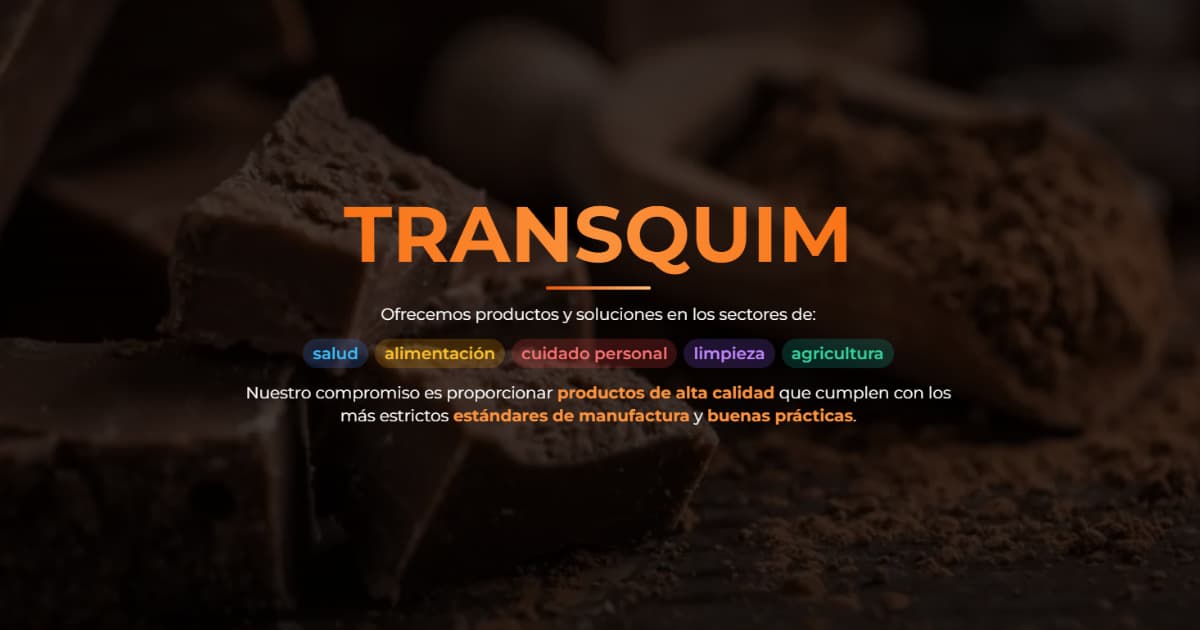 TRANSQUIM
Ofrecemos productos y soluciones en los sectores de:
salud alimentación cuidado personal limpieza agricultura
Nuestro compromiso es proporcionar productos de alta calidad que cumplen con los
más estrictos estándares de manufactura y buenas prácticas.